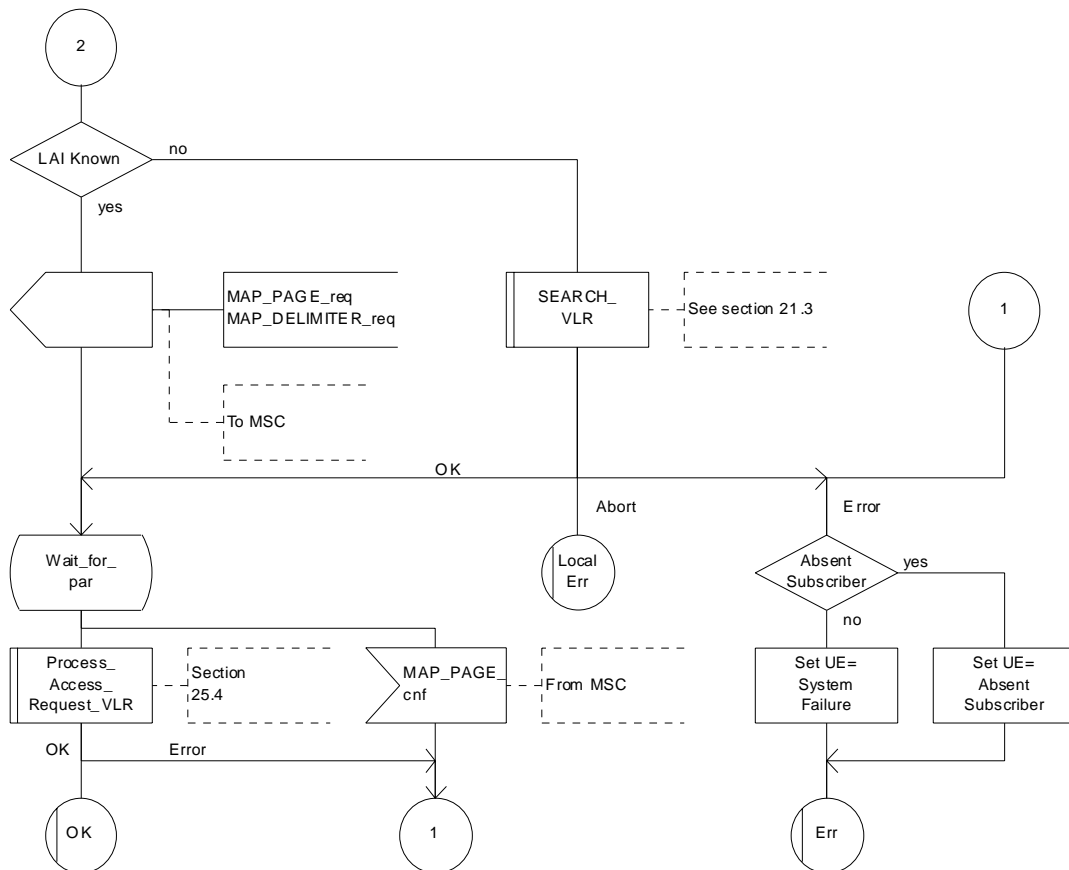 2
LAI Known
no
yes
MAP_PAGE_req
MAP_DELIMITER_req
SEARCH_
VLR
See section 21.3
1
To MSC
OK
Abort
Error
Wait_for_
par
Local
Err
Absent
Subscriber
yes
no
Process_
Access_
Request_VLR
Section
25.4
MAP_PAGE_
cnf
From MSC
Set UE=
System
Failure
Set UE=
Absent
Subscriber
OK
Error
OK
1
Err